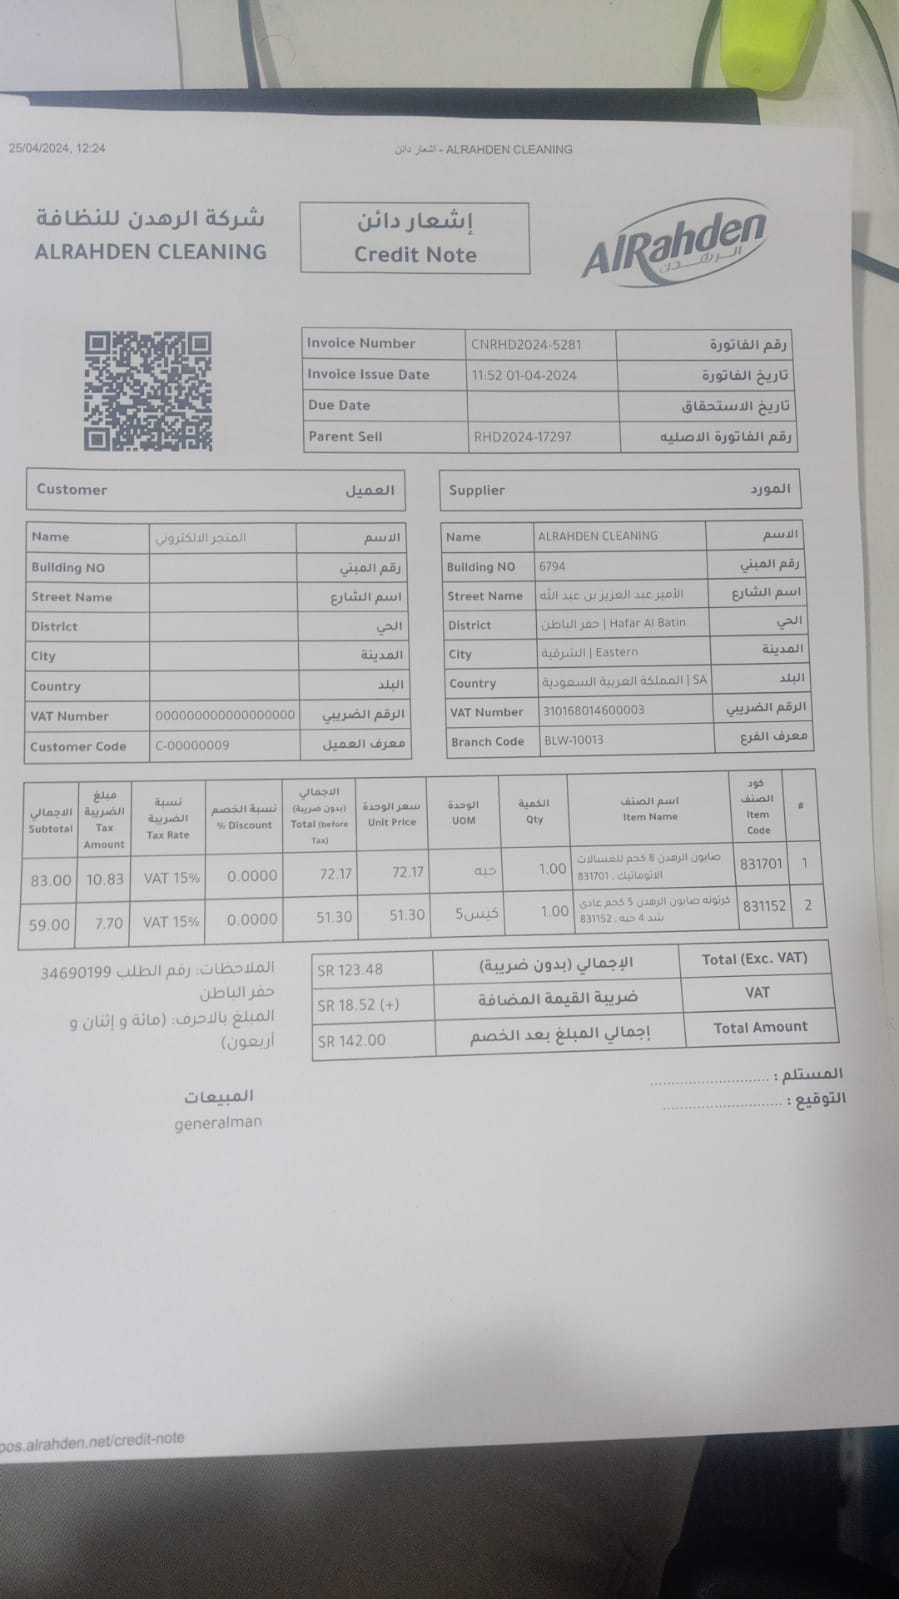 25/04/2024, 12:24
اشعار دائن - ALRAHDEN CLEANING
شركة الرهدن للنظافة
ALRAHDEN CLEANING
إشعار دائن
Credit Note
AlRahden
الرهدن
Invoice Number CNRHD2024-5281 رقم الفاتورة
Invoice Issue Date 11:52 01-04-2024 تاريخ الفاتورة
Due Date تاريخ الاستحقاق
Parent Sell RHD2024-17297 رقم الفاتورة الاصليه
Customer العميل
Name المتجر الالكتروني الاسم
Building NO رقم المبني
Street Name اسم الشارع
District الحي
City المدينة
Country البلد
VAT Number 000000000000000000 الرقم الضريبي
Customer Code C-00000009 معرف العميل
Supplier المورد
Name ALRAHDEN CLEANING الاسم
Building NO 6794 رقم المبني
Street Name الأمير عبد العزيز بن عبد الله اسم الشارع
District حفر الباطن | Hafar Al Batin الحي
City الشرقية | Eastern المدينة
Country المملكة العربية السعودية | SA البلد
VAT Number 310168014600003 الرقم الضريبي
Branch Code BLW-10013 معرف الفرع
# كود الصنف Item Code اسم الصنف Item Name الكمية Qty الوحدة UOM سعر الوحدة Unit Price الاجمالي (بدون ضريبة) Total (before Tax) نسبة الخصم % Discount نسبة الضريبة Tax Rate مبلغ الضريبة Tax Amount الاجمالي Subtotal
1 831701 صابون الرهدن 8 كجم للغسالات الاتوماتيك . 831701 1.00 حبه 72.17 72.17 0.0000 VAT 15% 10.83 83.00
2 831152 كرتونه صابون الرهدن 5 كجم عادى شد 4 حبه . 831152 1.00 كيس5 51.30 51.30 0.0000 VAT 15% 7.70 59.00
SR 123.48 الإجمالي (بدون ضريبة) Total (Exc. VAT)
SR 18.52 (+) ضريبة القيمة المضافة VAT
SR 142.00 إجمالي المبلغ بعد الخصم Total Amount
الملاحظات: رقم الطلب 34690199
حفر الباطن
المبلغ بالاحرف: (مائة و إثنان و
أربعون)
المستلم : ............................
التوقيع : ............................
المبيعات
generalman
pos.alrahden.net/credit-note